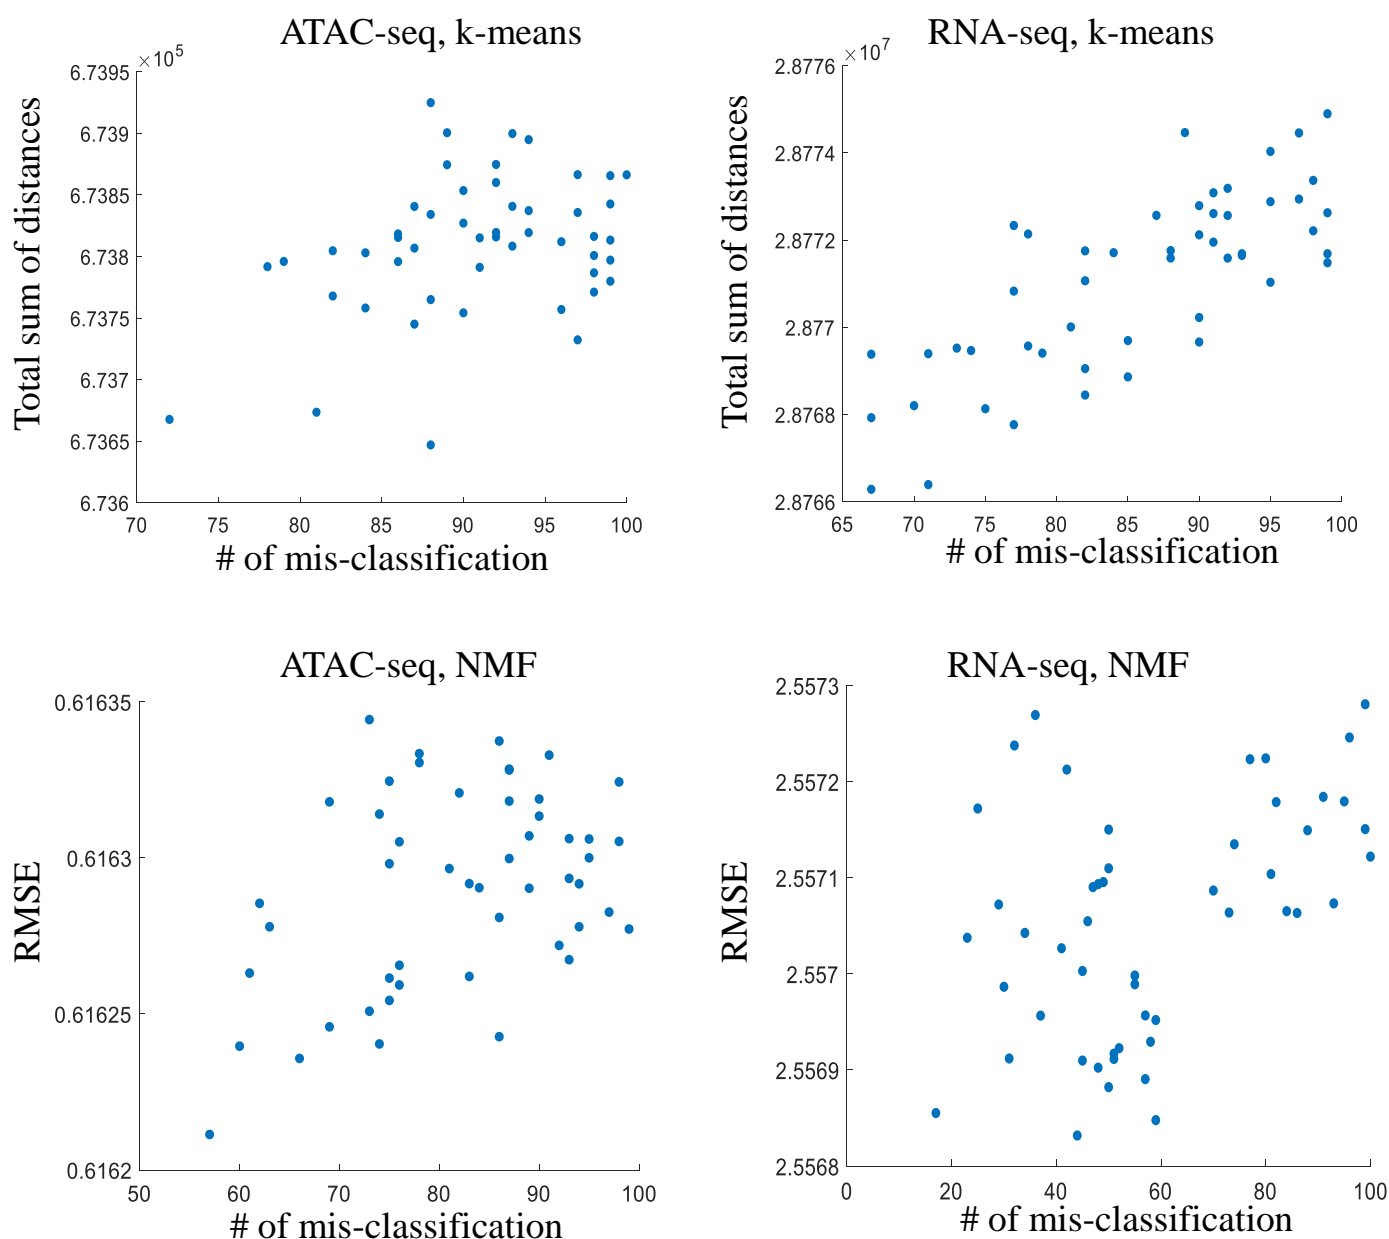 ATAC-seq, k-means
×10^5
6.7395
6.739
6.7385
6.738
6.7375
6.737
6.7365
6.736
70 75 80 85 90 95 100
Total sum of distances
# of mis-classification
RNA-seq, k-means
×10^7
2.8776
2.8774
2.8772
2.877
2.8768
2.8766
65 70 75 80 85 90 95 100
Total sum of distances
# of mis-classification
ATAC-seq, NMF
0.61635
0.6163
0.61625
0.6162
50 60 70 80 90 100
RMSE
# of mis-classification
RNA-seq, NMF
2.5573
2.5572
2.5571
2.557
2.5569
2.5568
0 20 40 60 80 100
RMSE
# of mis-classification